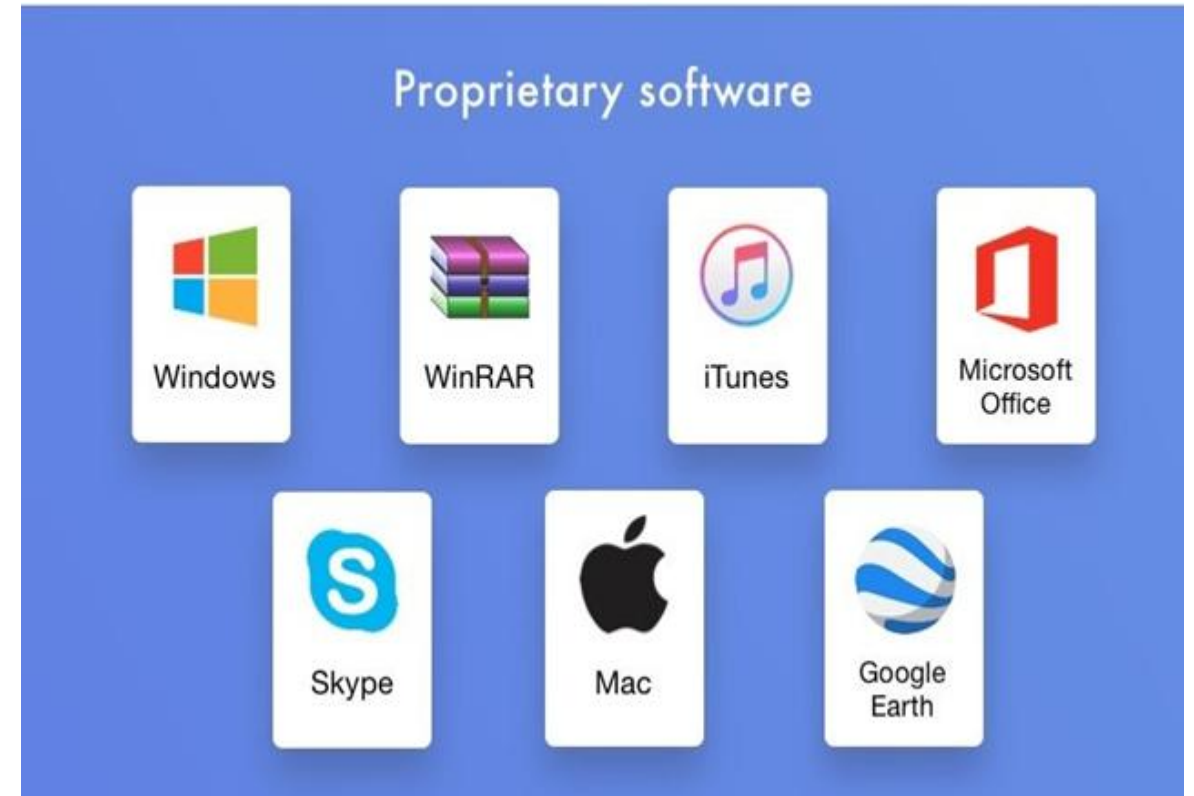 Proprietary software
Windows
WinRAR
iTunes
Microsoft
Office
S
Skype
Mac
Google
Earth